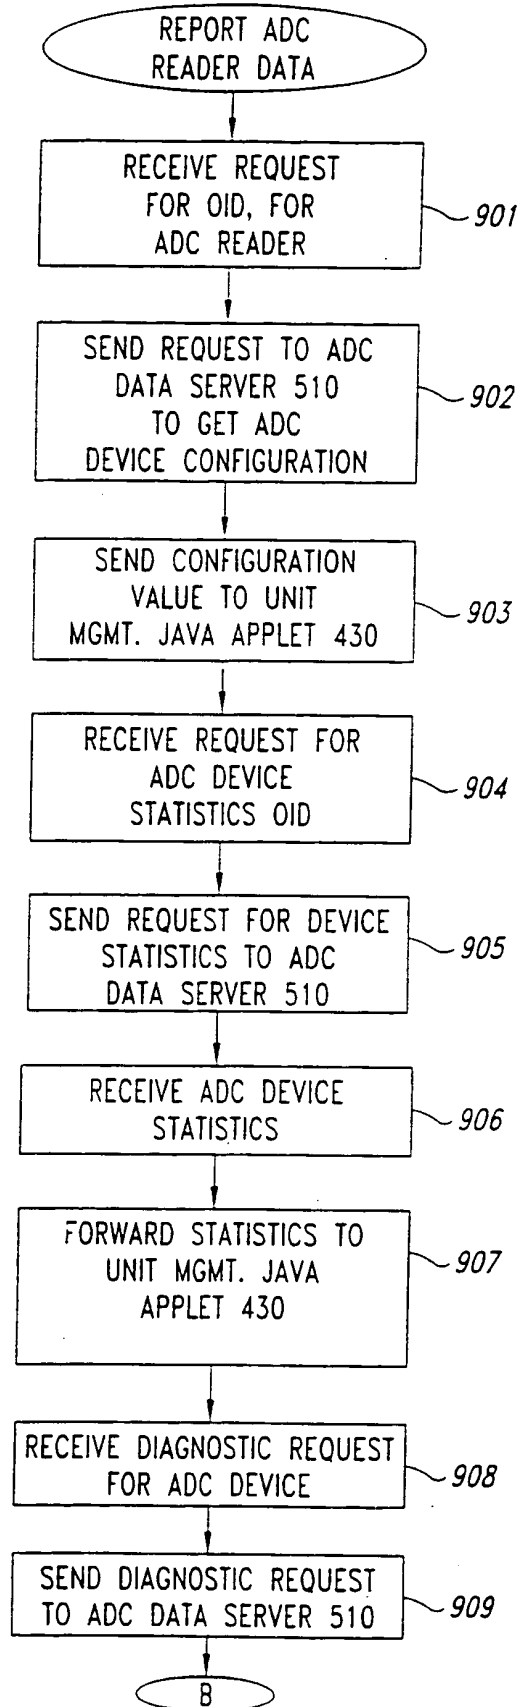 REPORT ADC
READER DATA
RECEIVE REQUEST
FOR OID, FOR
ADC READER
901
SEND REQUEST TO ADC
DATA SERVER 510
TO GET ADC
DEVICE CONFIGURATION
902
SEND CONFIGURATION
VALUE TO UNIT
MGMT. JAVA APPLET 430
903
RECEIVE REQUEST FOR
ADC DEVICE
STATISTICS OID
904
SEND REQUEST FOR DEVICE
STATISTICS TO ADC
DATA SERVER 510
905
RECEIVE ADC DEVICE
STATISTICS
906
FORWARD STATISTICS TO
UNIT MGMT. JAVA
APPLET 430
907
RECEIVE DIAGNOSTIC REQUEST
FOR ADC DEVICE
908
SEND DIAGNOSTIC REQUEST
TO ADC DATA SERVER 510
909
B